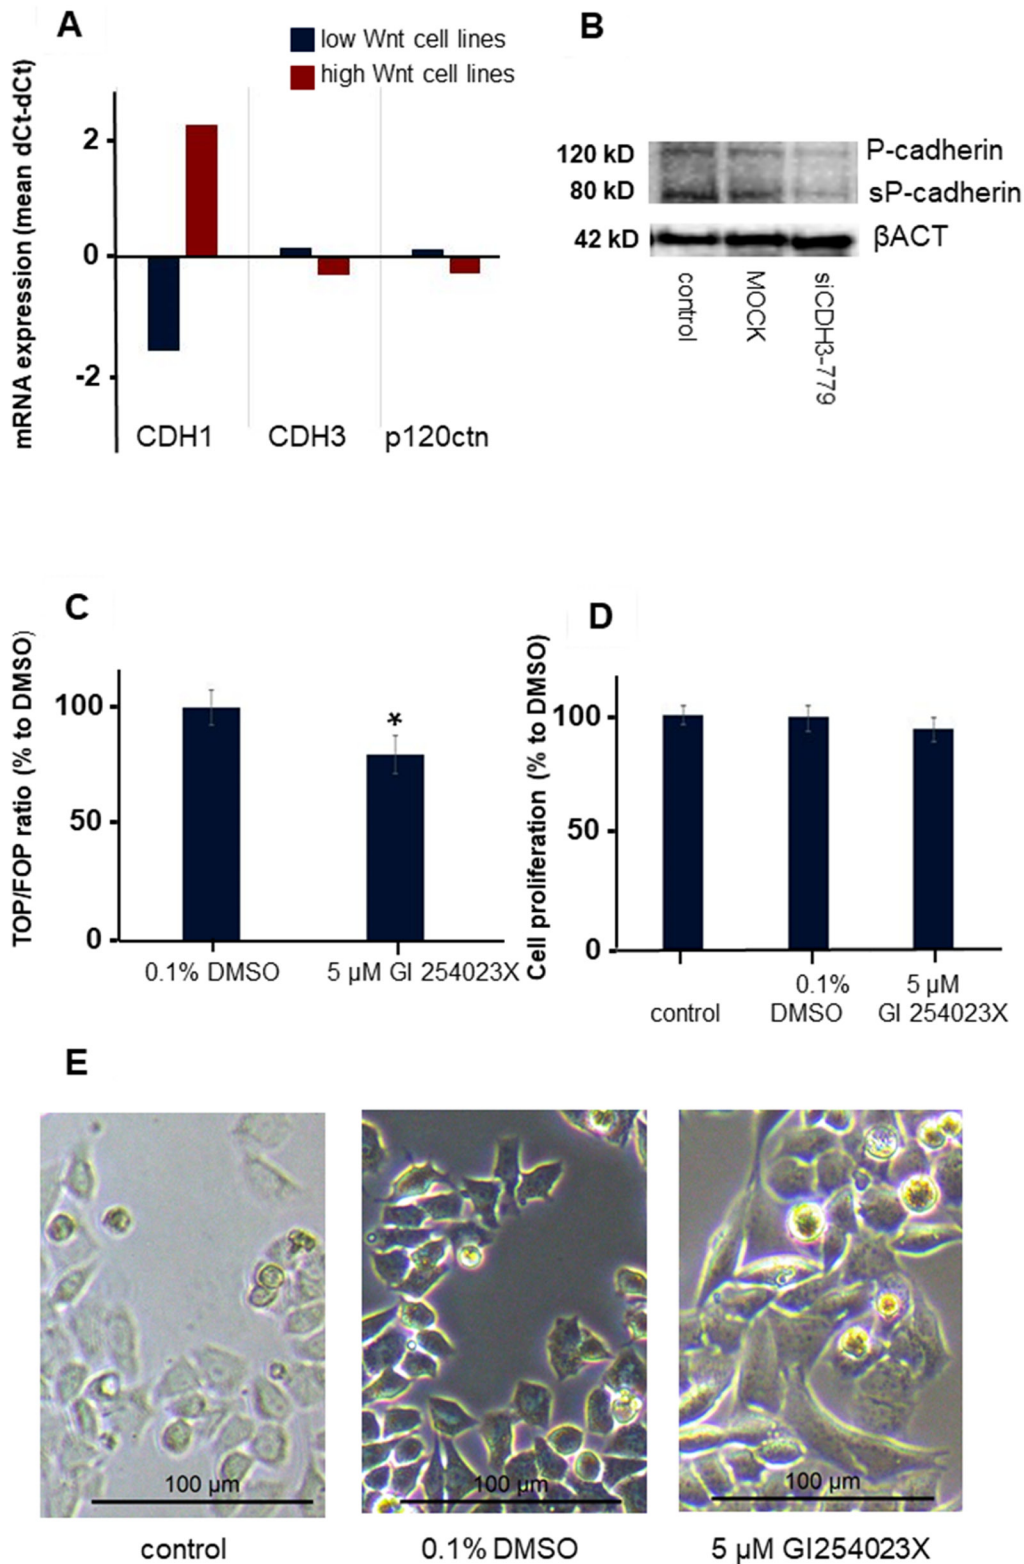 A
low Wnt cell lines
high Wnt cell lines
mRNA expression (mean dCt-dCt)
2
0
-2
CDH1
CDH3
p120ctn
B
120 kD
P-cadherin
80 kD
sP-cadherin
42 kD
βACT
control
MOCK
siCDH3-779
C
TOP/FOP ratio (% to DMSO)
100
50
0
*
0.1% DMSO
5 µM GI 254023X
D
Cell proliferation (% to DMSO)
100
50
0
control
0.1%
DMSO
5 µM
GI 254023X
E
100 µm
100 µm
100 µm
control
0.1% DMSO
5 µM GI254023X